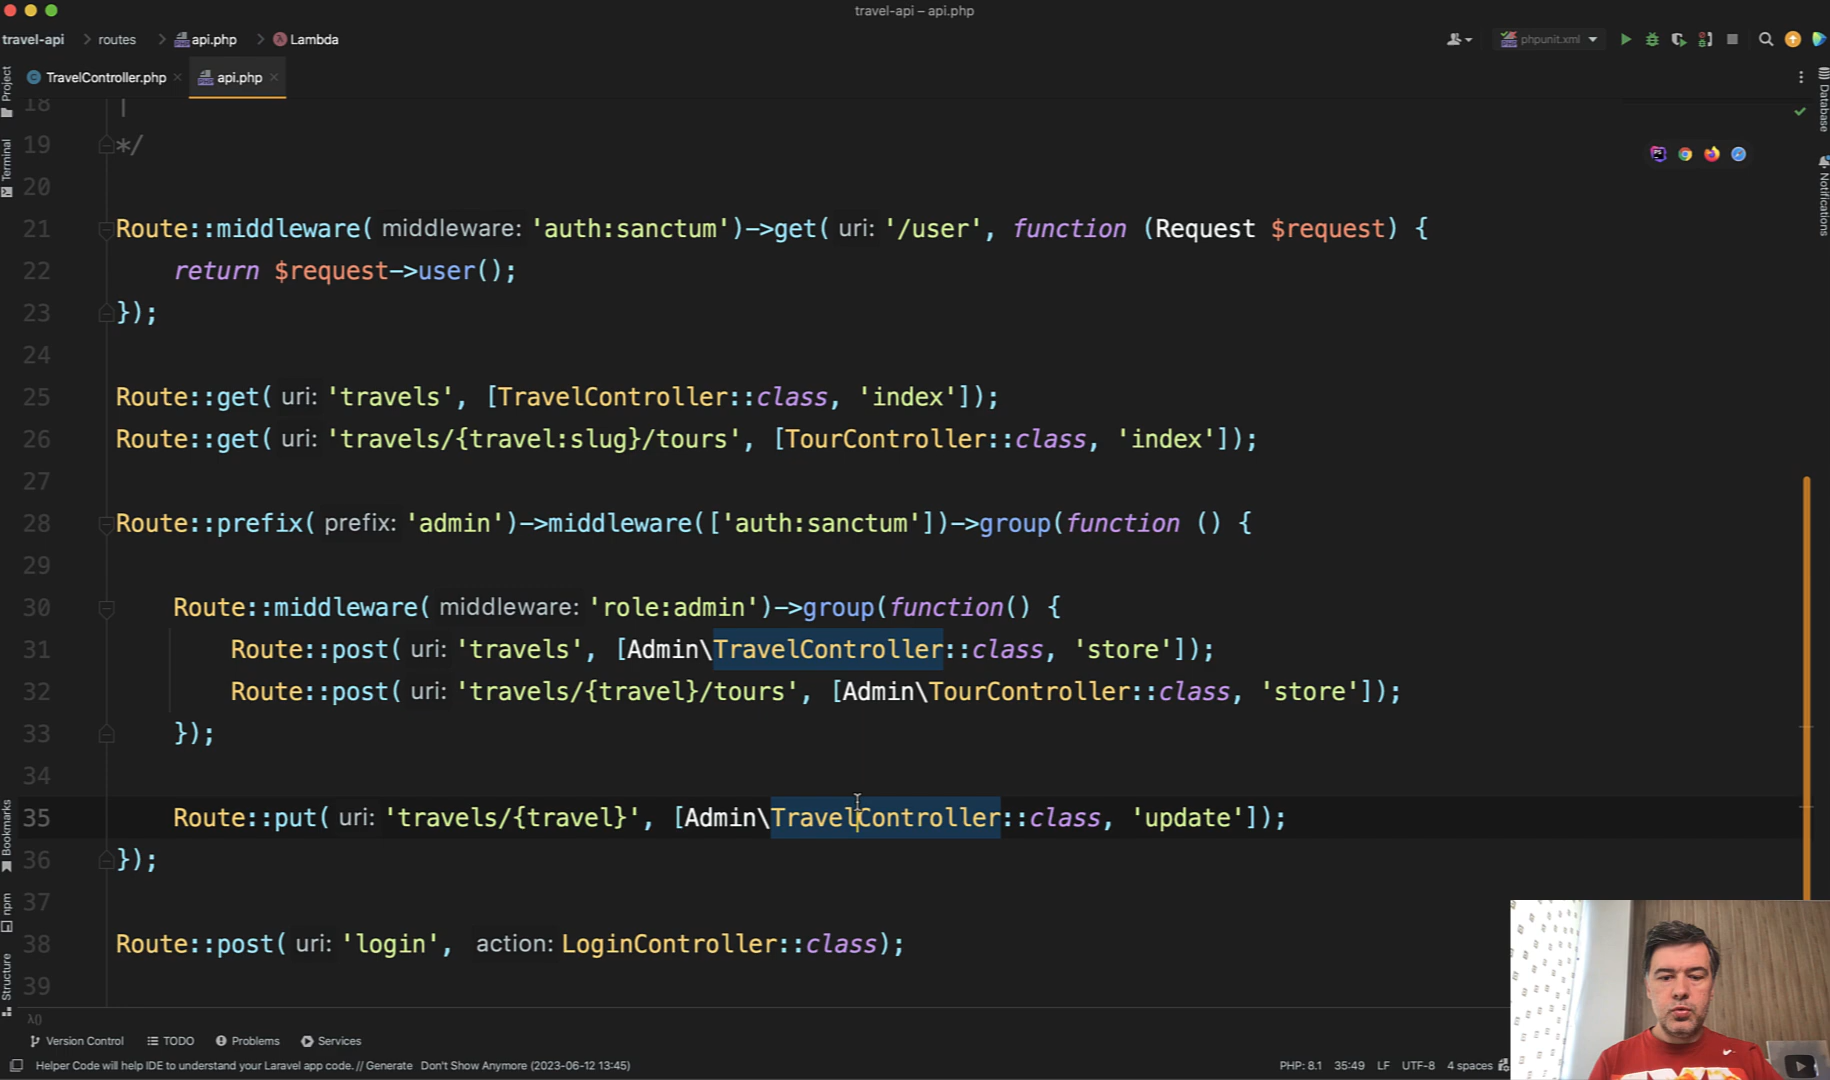 travel-api – api.php
travel-api routes api.php Lambda phpunit.xml
TravelController.php api.php
Project
Terminal
Bookmarks
npm
Structure
Database
Notifications
18 |
19 */
20
21 Route::middleware( middleware: 'auth:sanctum')->get( uri: '/user', function (Request $request) {
22 return $request->user();
23 });
24
25 Route::get( uri: 'travels', [TravelController::class, 'index']);
26 Route::get( uri: 'travels/{travel:slug}/tours', [TourController::class, 'index']);
27
28 Route::prefix( prefix: 'admin')->middleware(['auth:sanctum'])->group(function () {
29
30 Route::middleware( middleware: 'role:admin')->group(function() {
31 Route::post( uri: 'travels', [Admin\TravelController::class, 'store']);
32 Route::post( uri: 'travels/{travel}/tours', [Admin\TourController::class, 'store']);
33 });
34
35 Route::put( uri: 'travels/{travel}', [Admin\TravelController::class, 'update']);
36 });
37
38 Route::post( uri: 'login', action: LoginController::class);
39
λ()
Version Control TODO Problems Services
Helper Code will help IDE to understand your Laravel app code. // Generate Don't Show Anymore (2023-06-12 13:45) PHP: 8.1 35:49 LF UTF-8 4 spaces